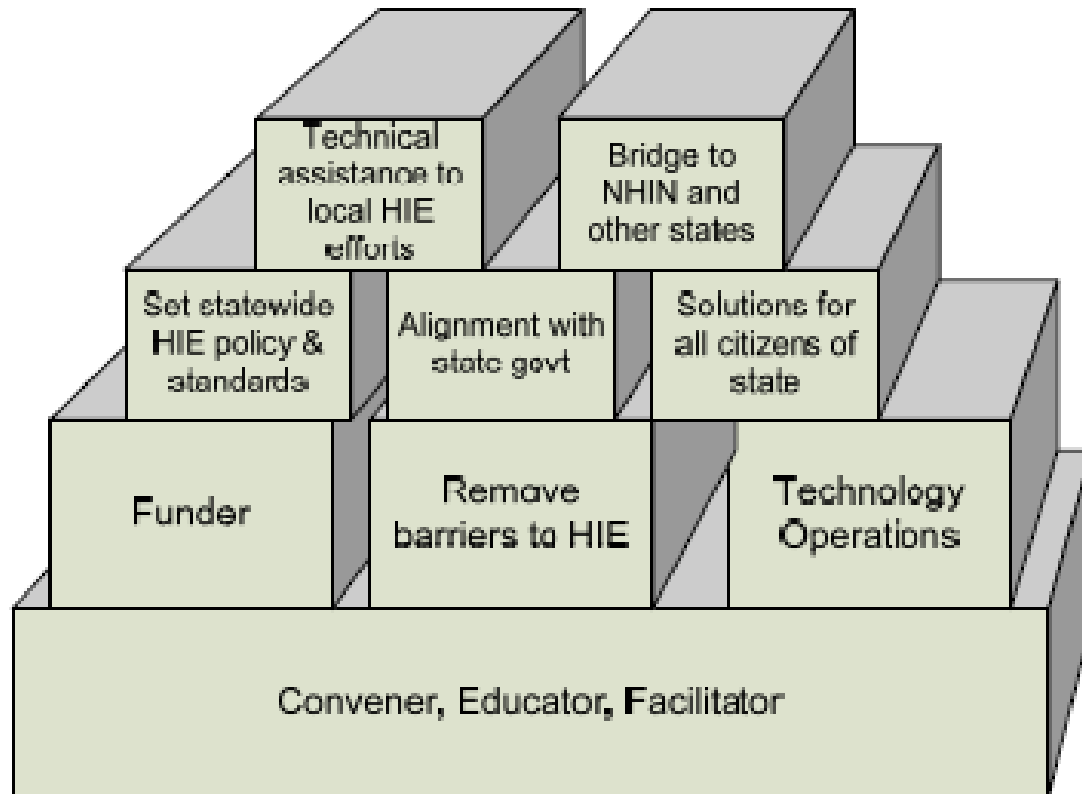 Technical
assistance to
local HIE
efforts
Bridge to
NHIN and
other states
Set statewide
HIE policy &
standards
Alignment with
state govt
Solutions for
all citizens of
state
Funder
Remove
barriers to HIE
Technology
Operations
Convener, Educator, Facilitator